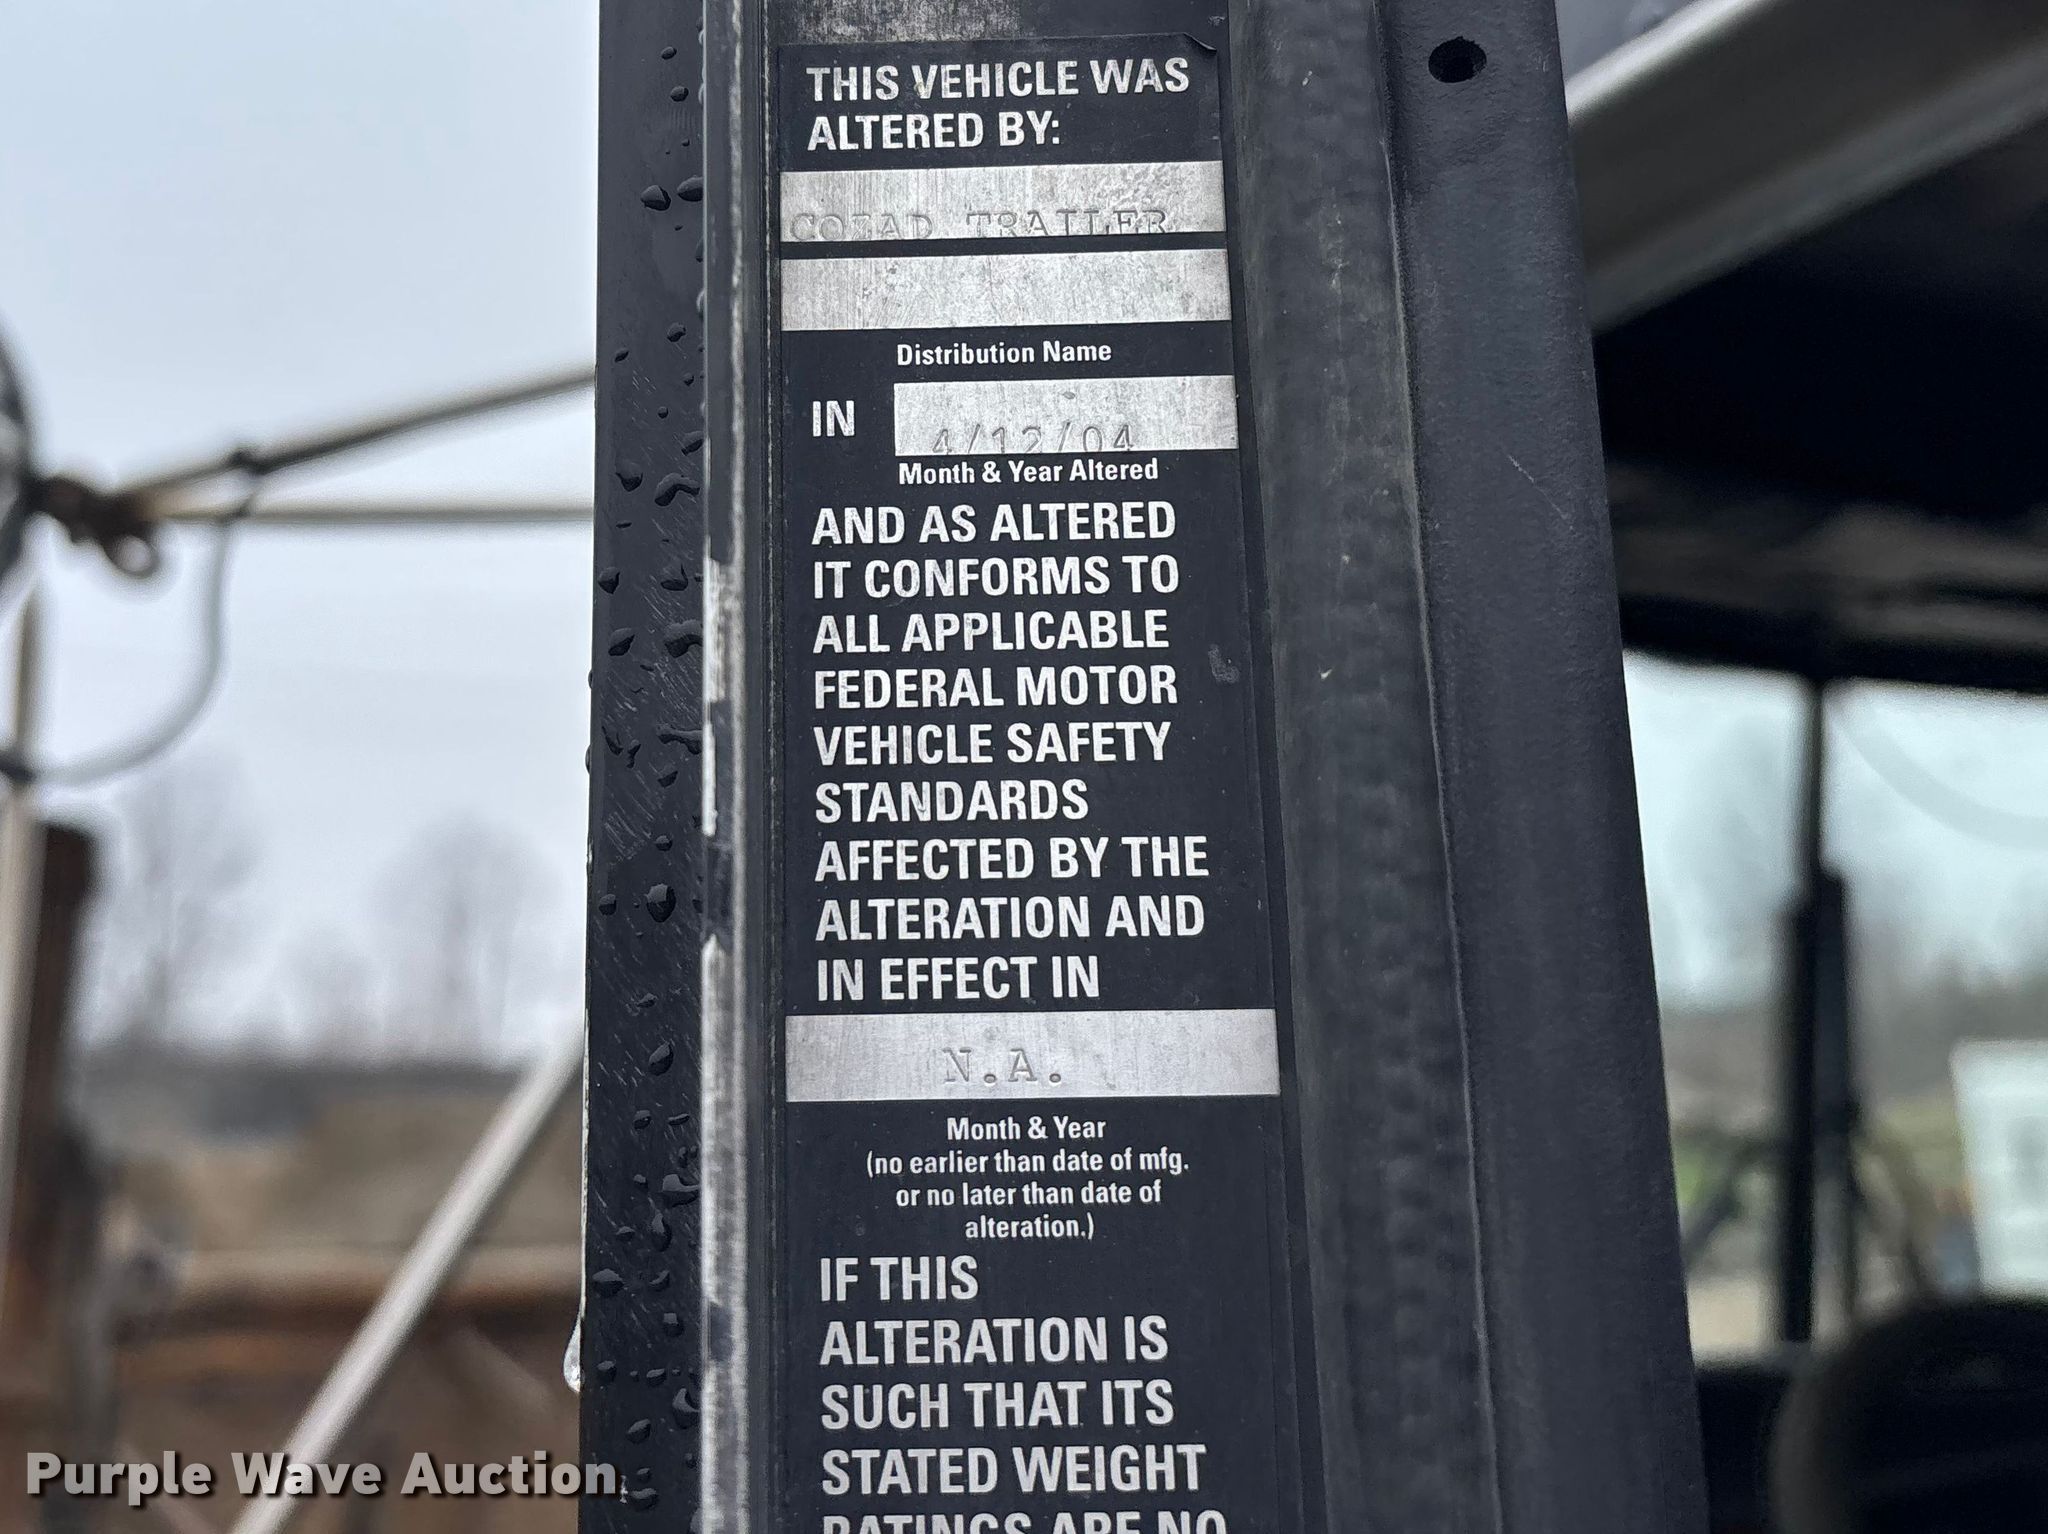 THIS VEHICLE WAS
ALTERED BY:
COZAD TRAILER
Distribution Name
IN 4/12/04
Month & Year Altered
AND AS ALTERED
IT CONFORMS TO
ALL APPLICABLE
FEDERAL MOTOR
VEHICLE SAFETY
STANDARDS
AFFECTED BY THE
ALTERATION AND
IN EFFECT IN
N.A.
Month & Year
(no earlier than date of mfg.
or no later than date of
alteration.)
IF THIS
ALTERATION IS
SUCH THAT ITS
STATED WEIGHT
RATINGS ARE NO
Purple Wave Auction